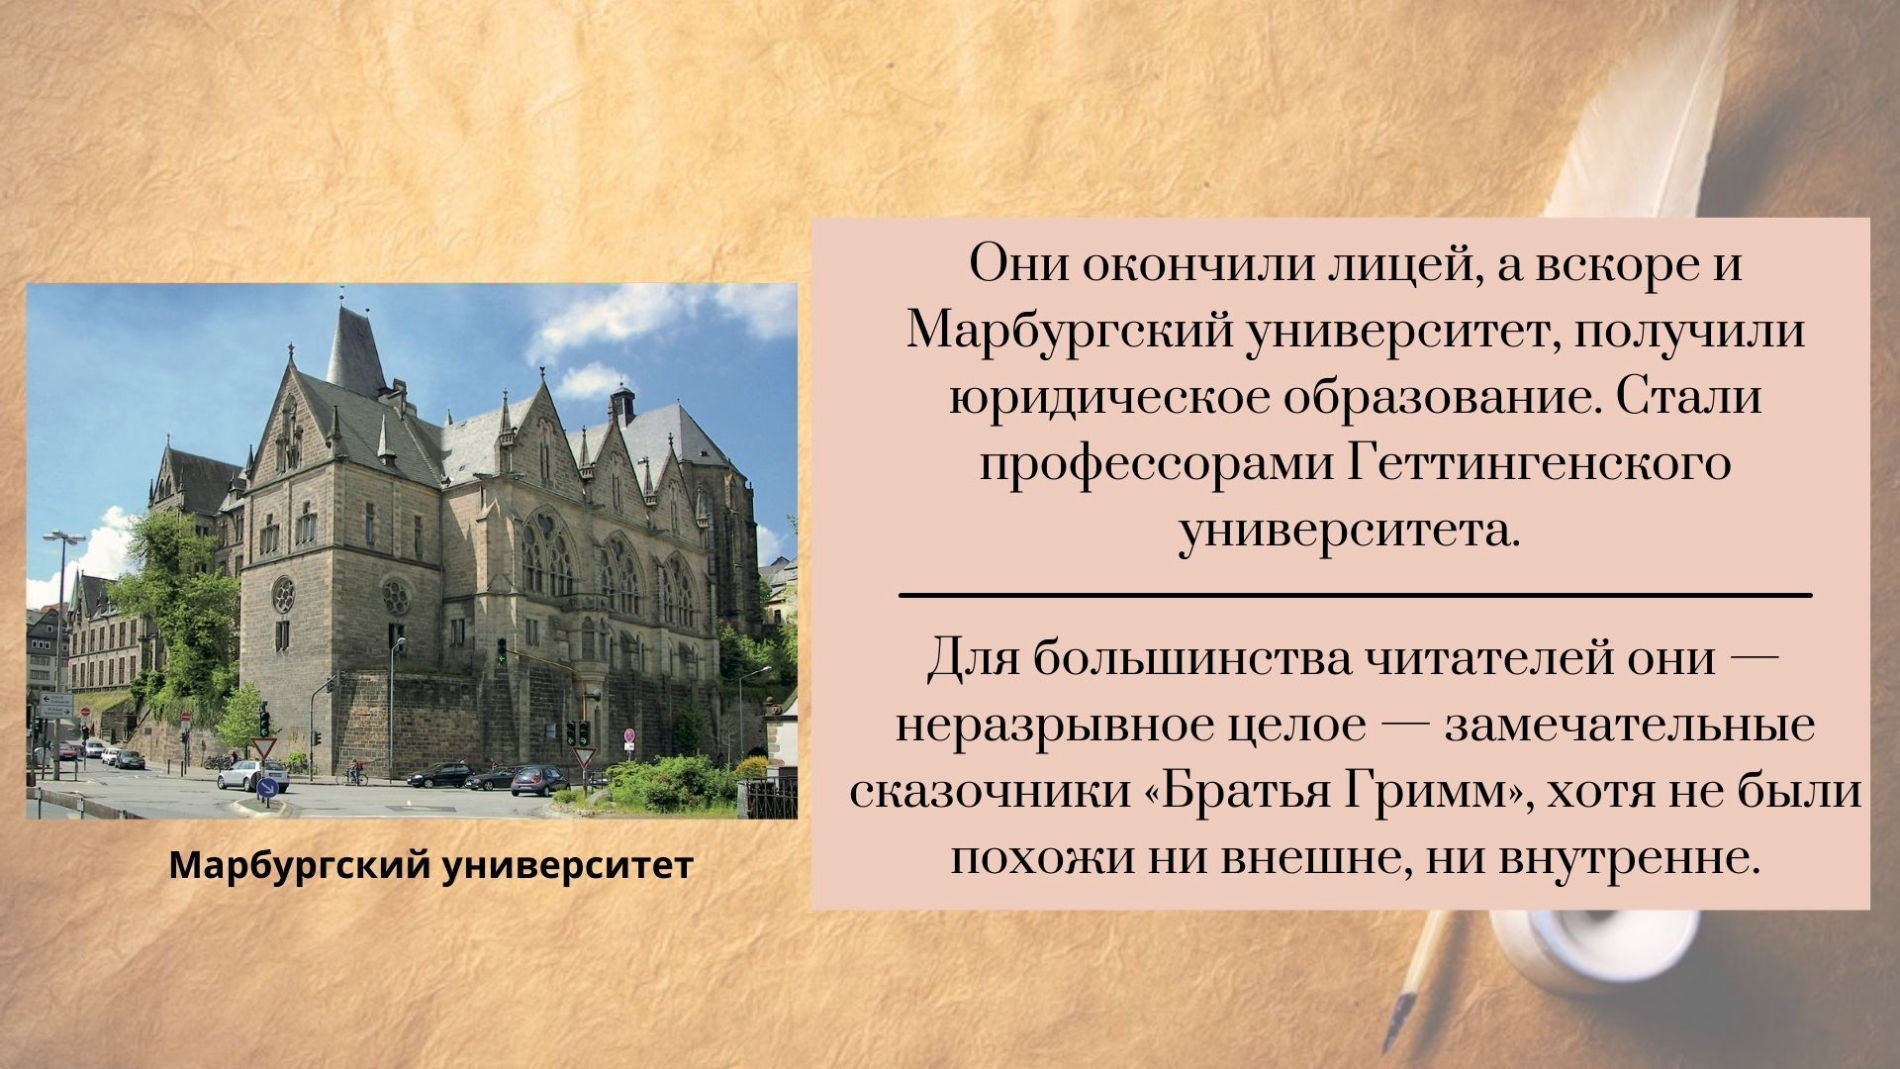 Они окончили лицей, а вскоре и
Марбургский университет, получили
юридическое образование. Стали
профессорами Геттингенского
университета.
Для большинства читателей они —
неразрывное целое — замечательные
сказочники «Братья Гримм», хотя не были
похожи ни внешне, ни внутренне.
Марбургский университет